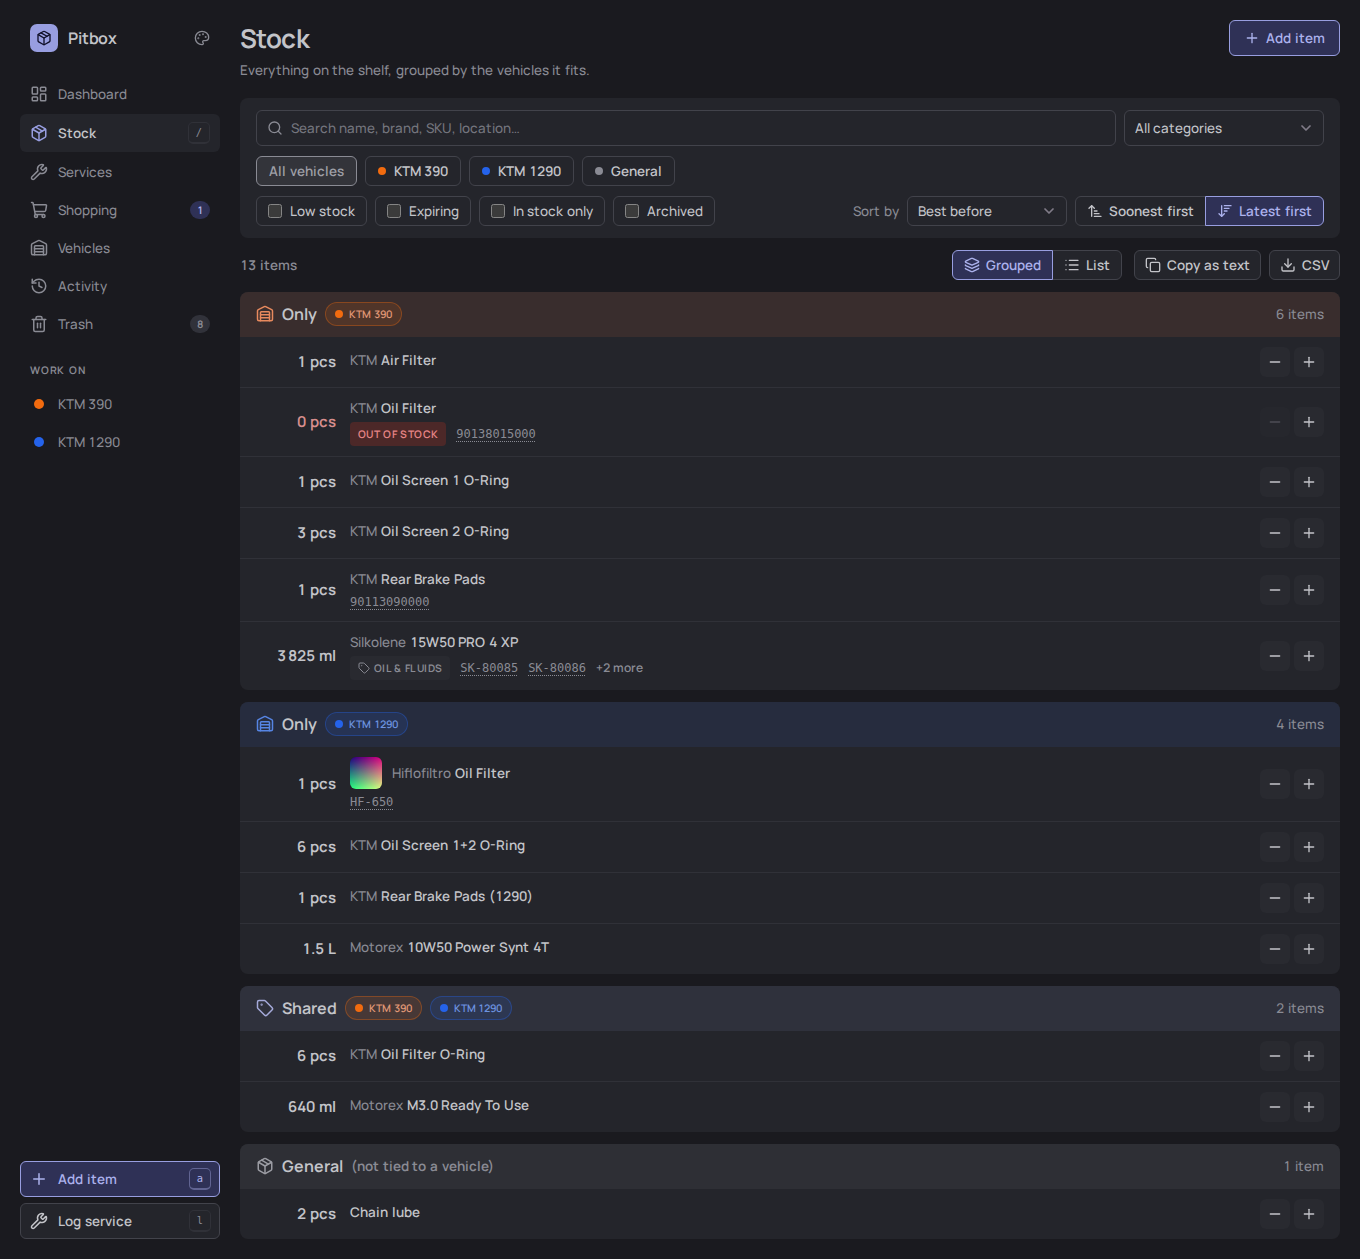 Pitbox
Dashboard
Stock /
Services
Shopping 1
Vehicles
Activity
Trash 8
WORK ON
KTM 390
KTM 1290
Add item a
Log service l
Stock
Add item
Everything on the shelf, grouped by the vehicles it fits.
Search name, brand, SKU, location...
All categories
All vehicles KTM 390 KTM 1290 General
Low stock Expiring In stock only Archived Sort by Best before Soonest first Latest first
13 items Grouped List Copy as text CSV
Only KTM 390 6 items
1 pcs KTM Air Filter
0 pcs KTM Oil Filter
OUT OF STOCK 90138015000
1 pcs KTM Oil Screen 1 O-Ring
3 pcs KTM Oil Screen 2 O-Ring
1 pcs KTM Rear Brake Pads
90113090000
3 825 ml Silkolene 15W50 PRO 4 XP
OIL & FLUIDS SK-80085 SK-80086 +2 more
Only KTM 1290 4 items
1 pcs Hiflofiltro Oil Filter
HF-650
6 pcs KTM Oil Screen 1+2 O-Ring
1 pcs KTM Rear Brake Pads (1290)
1.5 L Motorex 10W50 Power Synt 4T
Shared KTM 390 KTM 1290 2 items
6 pcs KTM Oil Filter O-Ring
640 ml Motorex M3.0 Ready To Use
General (not tied to a vehicle) 1 item
2 pcs Chain lube